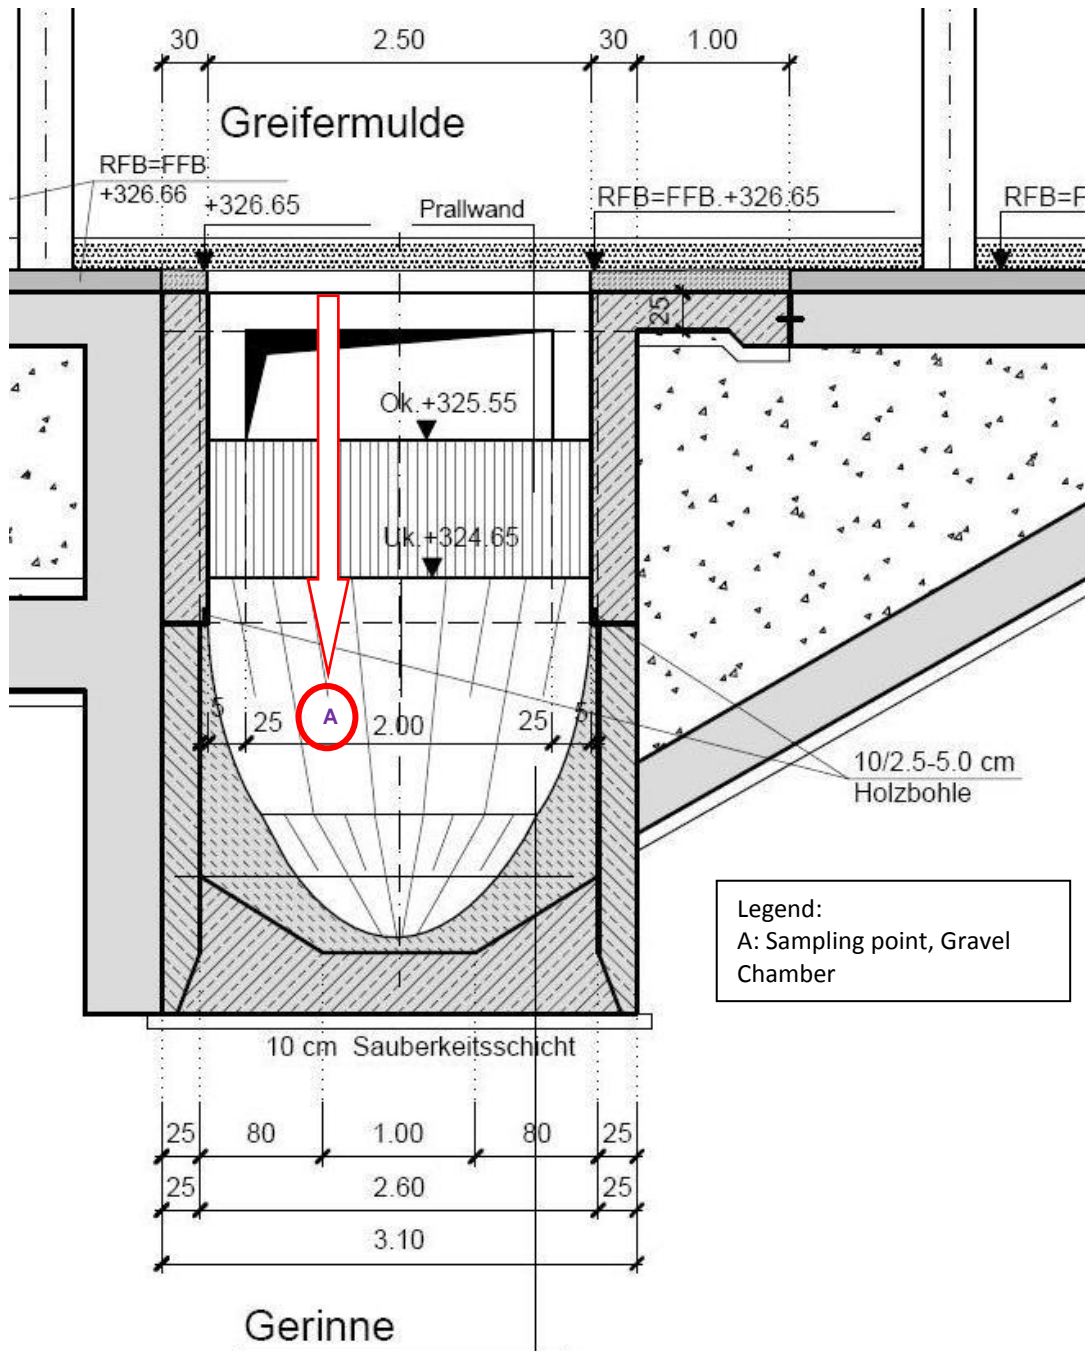 30 2.50 30 1.00
Greifermulde
RFB=FFB
+326.66
+326.65
Prallwand
RFB=FFB.+326.65
RFB=F
25
Ok.+325.55
Uk.+324.65
5 25 A 2.00 25 5
10/2.5-5.0 cm
Holzbohle
Legend:
A: Sampling point, Gravel
Chamber
10 cm Sauberkeitsschicht
25 80 1.00 80 25
25 2.60 25
3.10
Gerinne